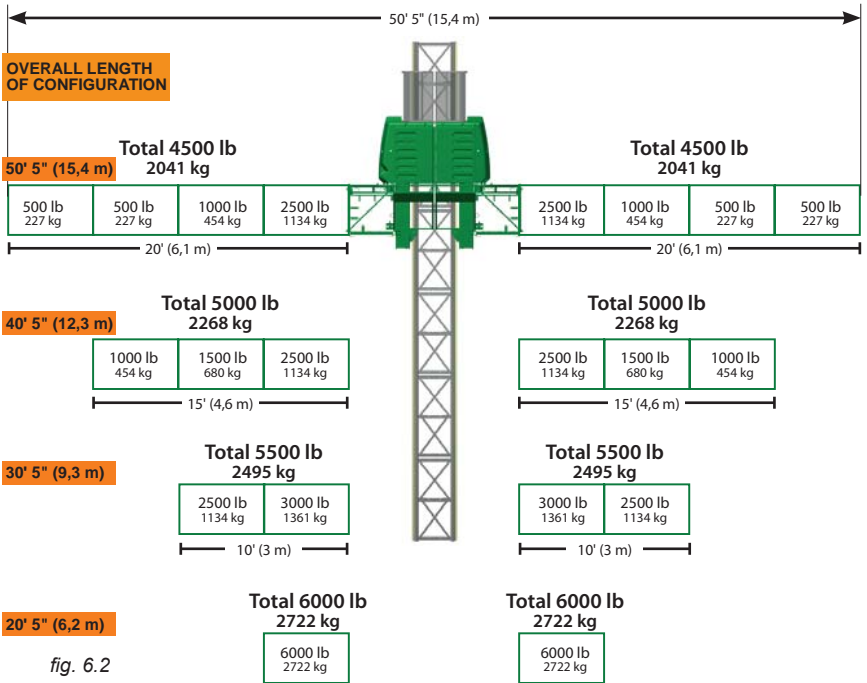 50' 5" (15,4 m)
OVERALL LENGTH
OF CONFIGURATION
Total 4500 lb
2041 kg
Total 4500 lb
2041 kg
50' 5" (15,4 m)
500 lb 500 lb 1000 lb 2500 lb 2500 lb 1000 lb 500 lb 500 lb
227 kg 227 kg 454 kg 1134 kg 1134 kg 454 kg 227 kg 227 kg
20' (6,1 m) 20' (6,1 m)
Total 5000 lb
2268 kg
Total 5000 lb
2268 kg
40' 5" (12,3 m)
1000 lb 1500 lb 2500 lb 2500 lb 1500 lb 1000 lb
454 kg 680 kg 1134 kg 1134 kg 680 kg 454 kg
15' (4,6 m) 15' (4,6 m)
Total 5500 lb
2495 kg
Total 5500 lb
2495 kg
30' 5" (9,3 m)
2500 lb 3000 lb 3000 lb 2500 lb
1134 kg 1361 kg 1361 kg 1134 kg
10' (3 m) 10' (3 m)
Total 6000 lb
2722 kg
Total 6000 lb
2722 kg
20' 5" (6,2 m)
6000 lb 6000 lb
2722 kg 2722 kg
fig. 6.2